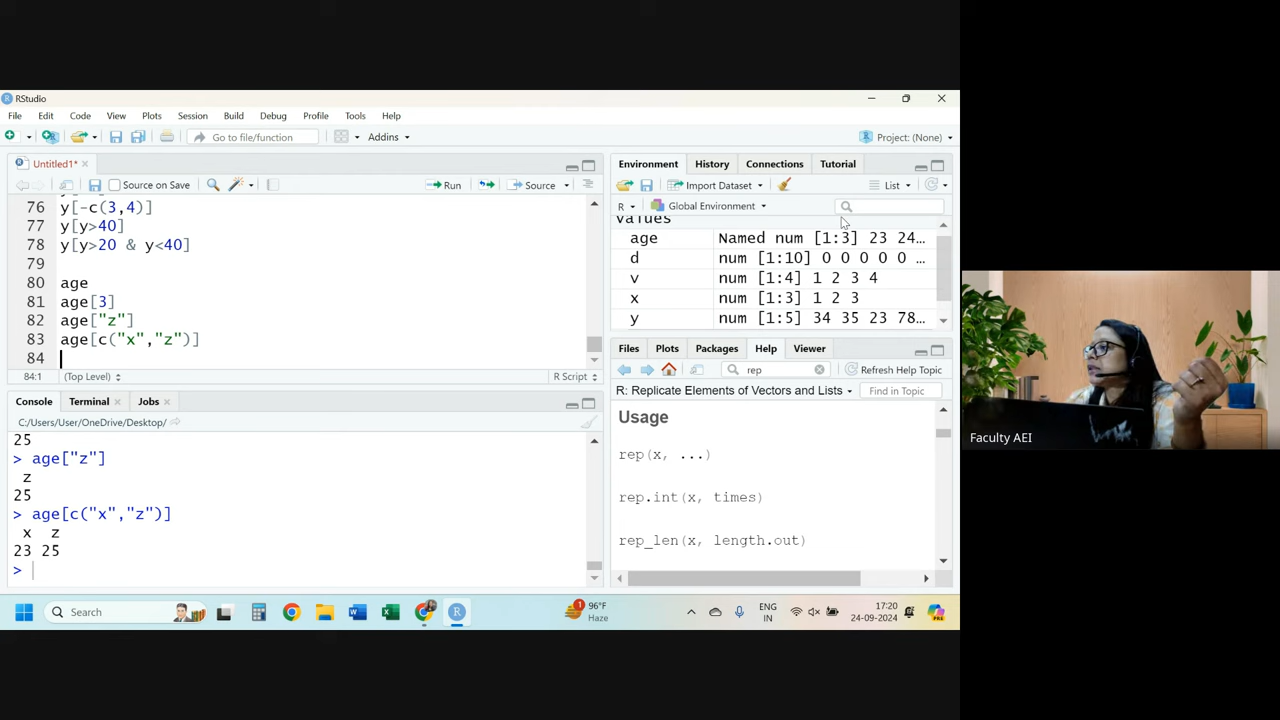 RStudio
File Edit Code View Plots Session Build Debug Profile Tools Help
Go to file/function Addins Project: (None)
Untitled1*
Source on Save Run Source
76 y[-c(3,4)]
77 y[y>40]
78 y[y>20 & y<40]
79
80 age
81 age[3]
82 age["z"]
83 age[c("x","z")]
84
84:1 (Top Level) R Script
Console Terminal Jobs
C:/Users/User/OneDrive/Desktop/
25
> age["z"]
z
25
> age[c("x","z")]
x z
23 25
>
Environment History Connections Tutorial
Import Dataset List
R Global Environment
Values
age Named num [1:3] 23 24…
d num [1:10] 0 0 0 0 0 …
v num [1:4] 1 2 3 4
x num [1:3] 1 2 3
y num [1:5] 34 35 23 78…
Files Plots Packages Help Viewer
rep Refresh Help Topic
R: Replicate Elements of Vectors and Lists Find in Topic
Usage
rep(x, ...)
rep.int(x, times)
rep_len(x, length.out)
Faculty AEI
Search
1
96°F
Haze
ENG
IN
17:20
24-09-2024